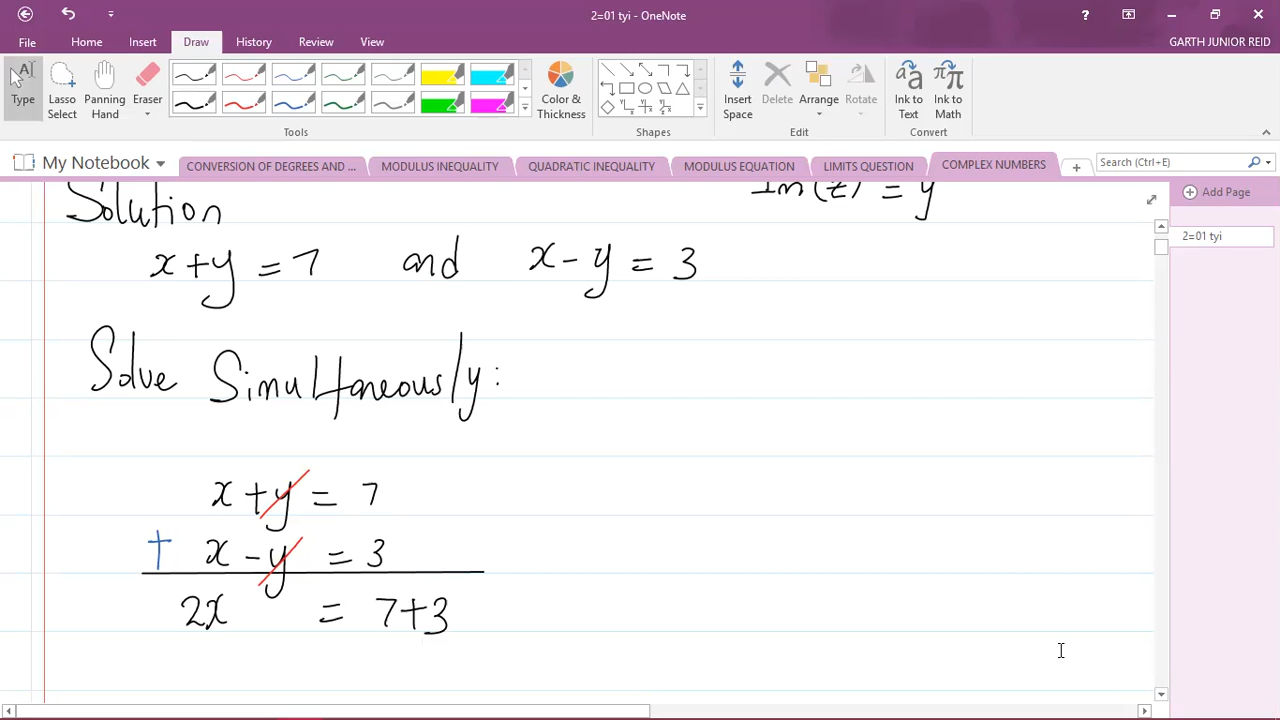 2=01 tyi - OneNote
?
GARTH JUNIOR REID
File Home Insert Draw History Review View
Type
Lasso Select
Panning Hand
Eraser
Color & Thickness
Insert Space
Delete
Arrange
Rotate
Ink to Text
Ink to Math
Tools
Shapes
Edit
Convert
My Notebook
CONVERSION OF DEGREES AND ...
MODULUS INEQUALITY
QUADRATIC INEQUALITY
MODULUS EQUATION
LIMITS QUESTION
COMPLEX NUMBERS
Search (Ctrl+E)
Add Page
2=01 tyi
Im(z) = y
Solution
x+y = 7 and x-y = 3
Solve Simultaneously:
x+y = 7
+ x-y = 3
2x = 7+3